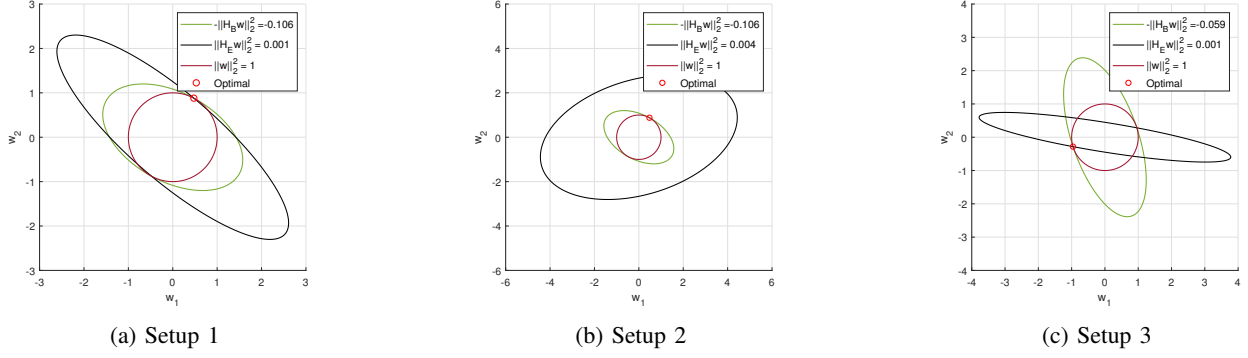 3
2
1
0
-1
-2
-3
w_2
-3 -2 -1 0 1 2 3
w_1
-||H_B w||_2^2 =-0.106
||H_E w||_2^2 = 0.001
||w||_2^2 = 1
Optimal
(a) Setup 1
6
4
2
0
-2
-4
-6
w_2
-6 -4 -2 0 2 4 6
w_1
-||H_B w||_2^2 =-0.106
||H_E w||_2^2 = 0.004
||w||_2^2 = 1
Optimal
(b) Setup 2
4
3
2
1
0
-1
-2
-3
-4
w_2
-4 -3 -2 -1 0 1 2 3 4
w_1
-||H_B w||_2^2 =-0.059
||H_E w||_2^2 = 0.001
||w||_2^2 = 1
Optimal
(c) Setup 3